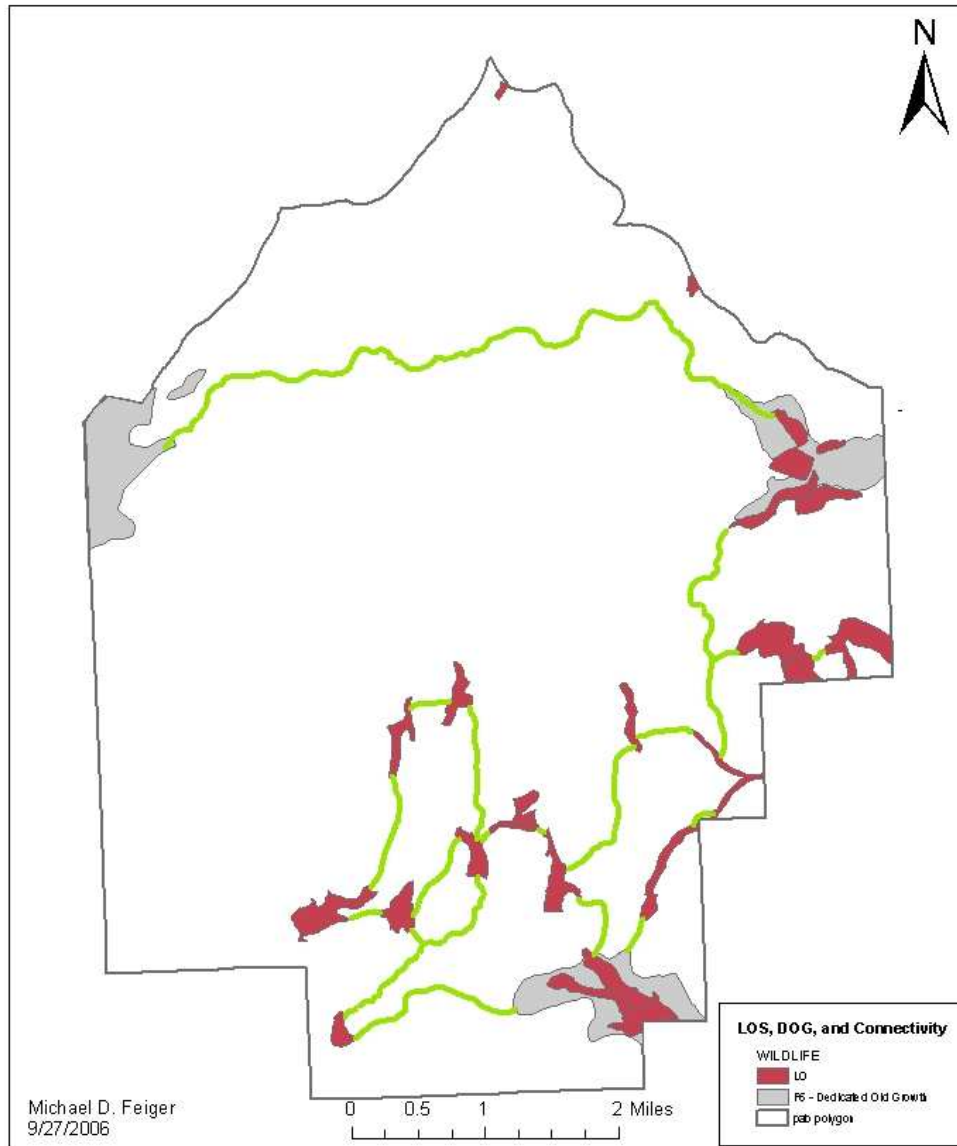 N
LOS, DOG, and Connectivity
WILDLIFE
LO
F6 - Dedicated Old Growth
polygon
Michael D. Feiger
9/27/2006
0 0.5 1 2 Miles